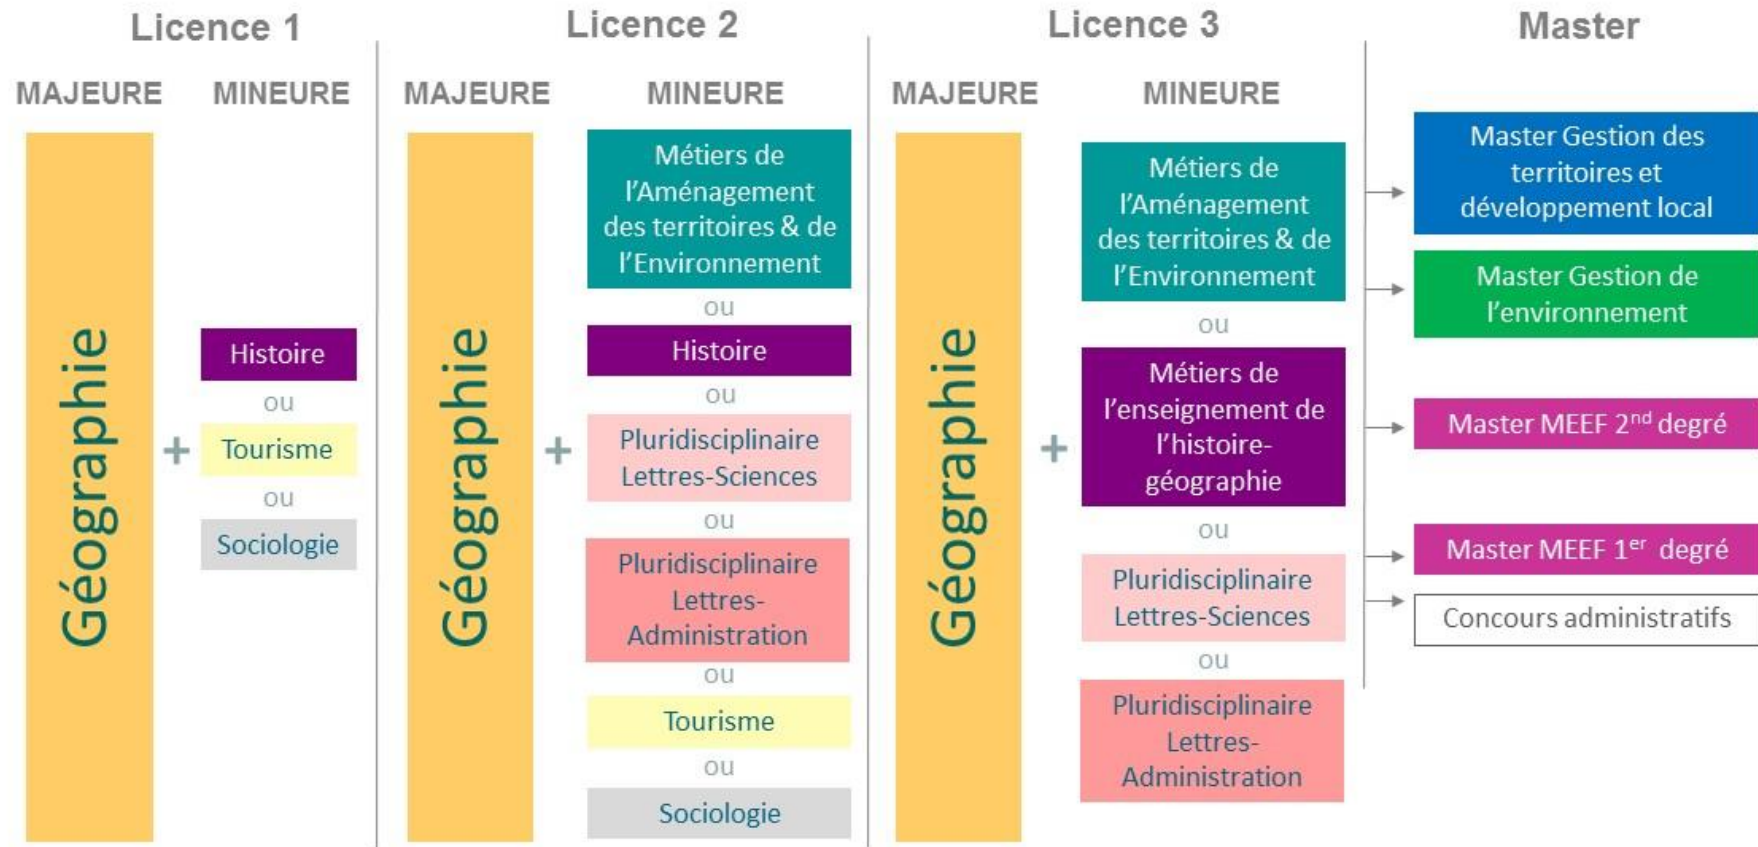 Licence 1
MAJEURE
MINEURE
Géographie
+
Histoire
ou
Tourisme
ou
Sociologie
Licence 2
MAJEURE
MINEURE
Géographie
+
Métiers de
l'Aménagement
des territoires & de
l'Environnement
ou
Histoire
ou
Pluridisciplinaire
Lettres-Sciences
ou
Pluridisciplinaire
Lettres-
Administration
ou
Tourisme
ou
Sociologie
Licence 3
MAJEURE
MINEURE
Géographie
+
Métiers de
l'Aménagement
des territoires & de
l'Environnement
ou
Métiers de
l'enseignement de
l'histoire-
géographie
ou
Pluridisciplinaire
Lettres-Sciences
ou
Pluridisciplinaire
Lettres-
Administration
Master
Master Gestion des
territoires et
développement local
Master Gestion de
l'environnement
Master MEEF 2nd degré
Master MEEF 1er degré
Concours administratifs